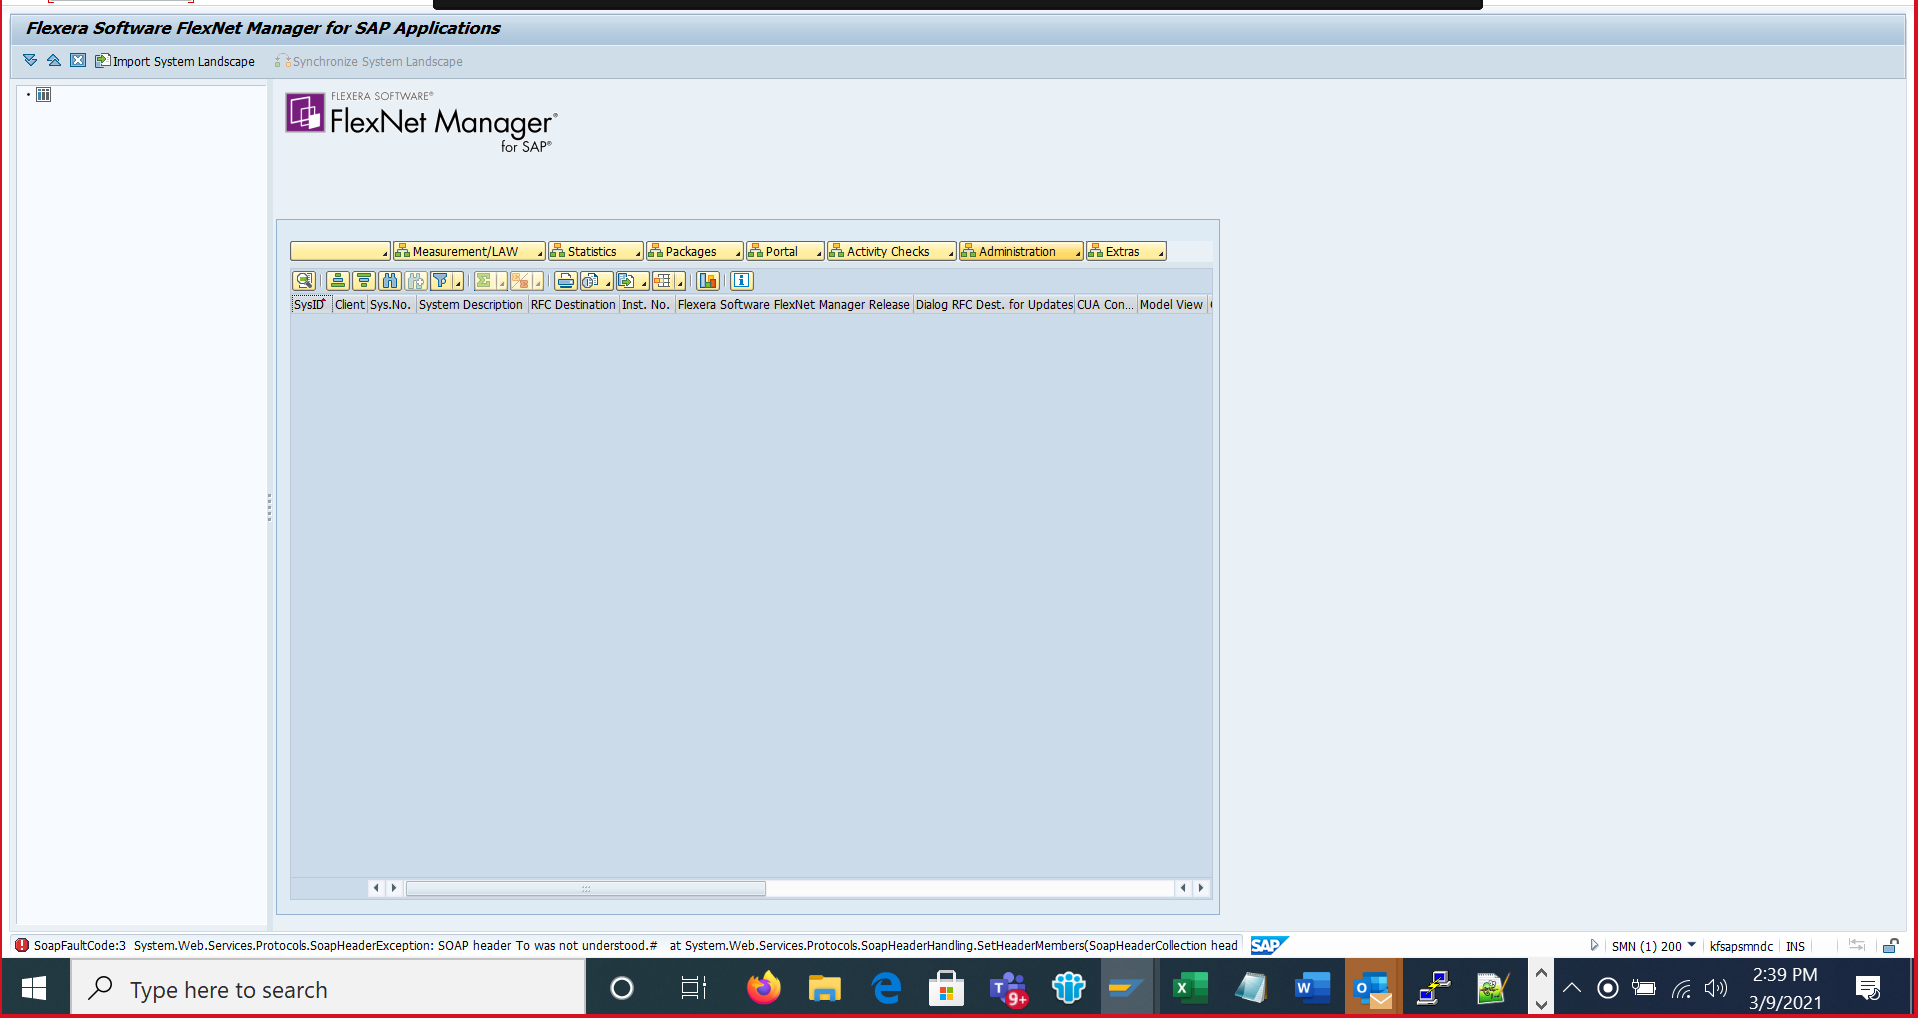 Flexera Software FlexNet Manager for SAP Applications
Import System Landscape Synchronize System Landscape
FLEXERA SOFTWARE®
FlexNet Manager®
for SAP®
Measurement/LAW Statistics Packages Portal Activity Checks Administration Extras
SysID Client Sys.No. System Description RFC Destination Inst. No. Flexera Software FlexNet Manager Release Dialog RFC Dest. for Updates CUA Con... Model View
SoapFaultCode:3 System.Web.Services.Protocols.SoapHeaderException: SOAP header To was not understood.# at System.Web.Services.Protocols.SoapHeaderHandling.SetHeaderMembers(SoapHeaderCollection head
SAP
SMN (1) 200 kfsapsmndc INS
Type here to search
9+
2:39 PM
3/9/2021